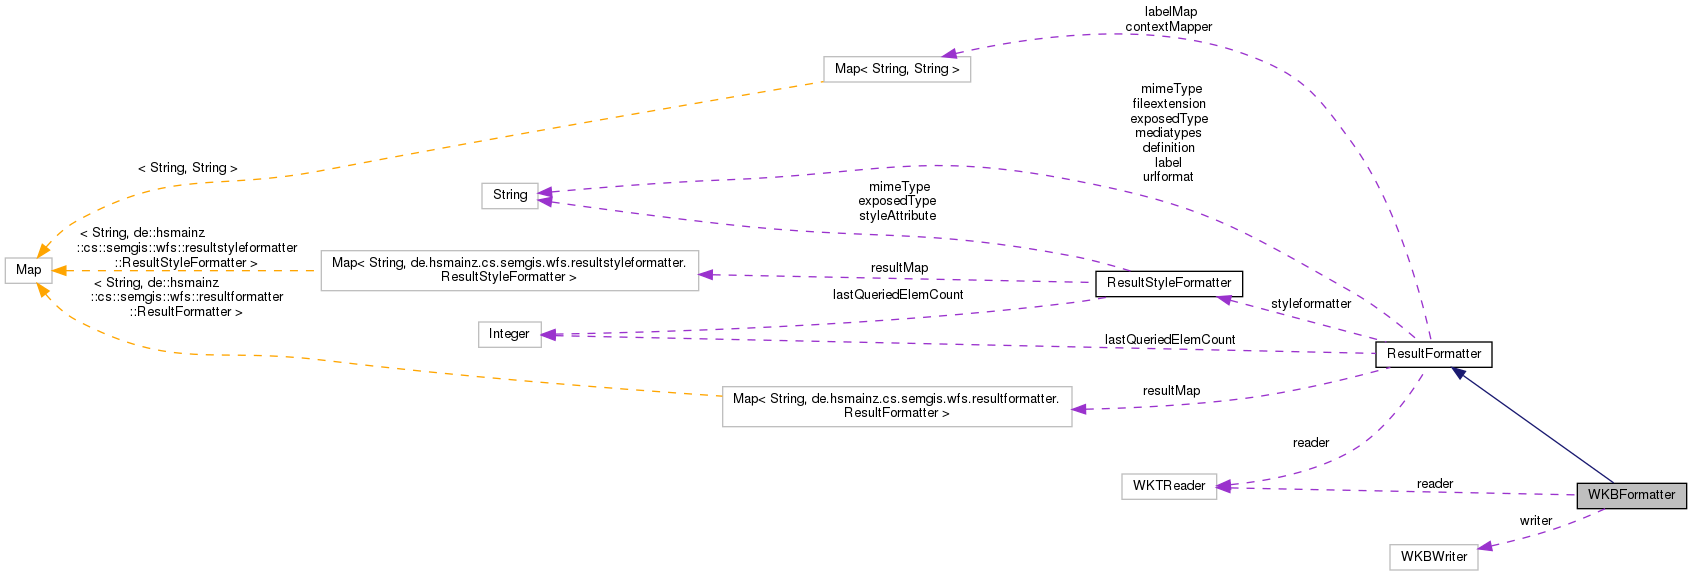 labelMap
contextMapper
Map< String, String >
mimeType
fileextension
exposedType
mediatypes
definition
label
urlformat
< String, String >
String
mimeType
exposedType
styleAttribute
< String, de::hsmainz
::cs::semgis::wfs::resultstyleformatter
::ResultStyleFormatter >
Map
Map< String, de.hsmainz.cs.semgis.wfs.resultstyleformatter.
ResultStyleFormatter >
resultMap
ResultStyleFormatter
< String, de::hsmainz
::cs::semgis::wfs::resultformatter
::ResultFormatter >
lastQueriedElemCount
styleformatter
Integer
lastQueriedElemCount
ResultFormatter
Map< String, de.hsmainz.cs.semgis.wfs.resultformatter.
ResultFormatter >
resultMap
reader
WKTReader
reader
WKBFormatter
writer
WKBWriter